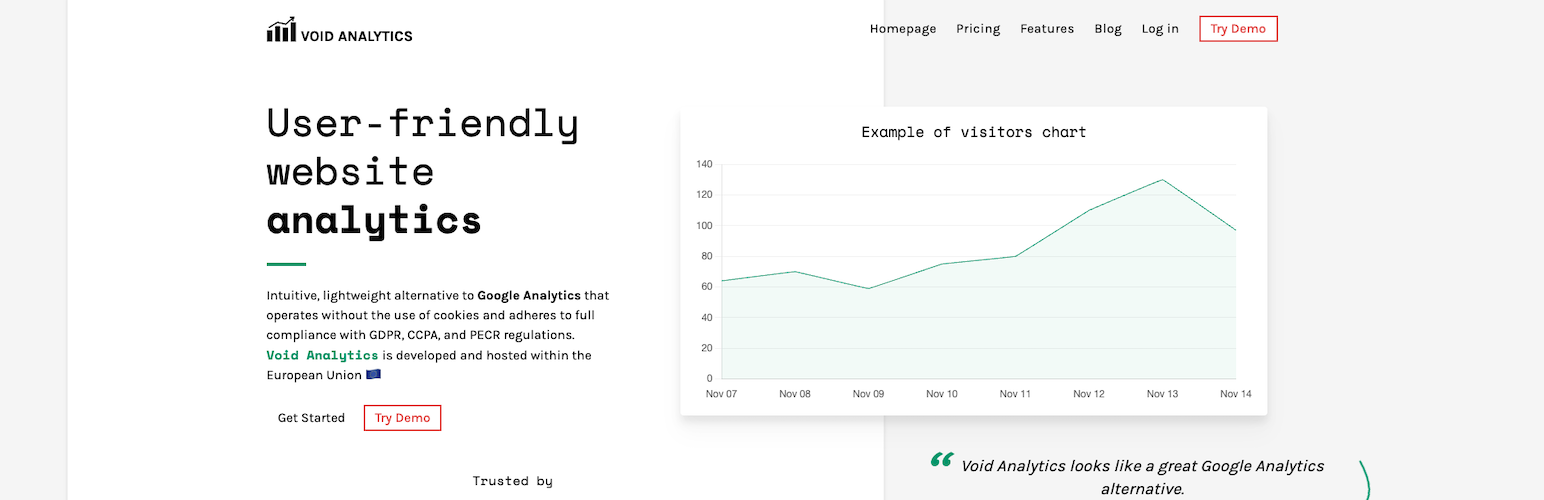 VOID ANALYTICS
Homepage Pricing Features Blog Log in Try Demo
User-friendly
website
analytics
Intuitive, lightweight alternative to Google Analytics that
operates without the use of cookies and adheres to full
compliance with GDPR, CCPA, and PECR regulations.
Void Analytics is developed and hosted within the
European Union
Get Started Try Demo
Trusted by
Example of visitors chart
140
120
100
80
60
40
20
0
Nov 07 Nov 08 Nov 09 Nov 10 Nov 11 Nov 12 Nov 13 Nov 14
“ Void Analytics looks like a great Google Analytics
alternative.